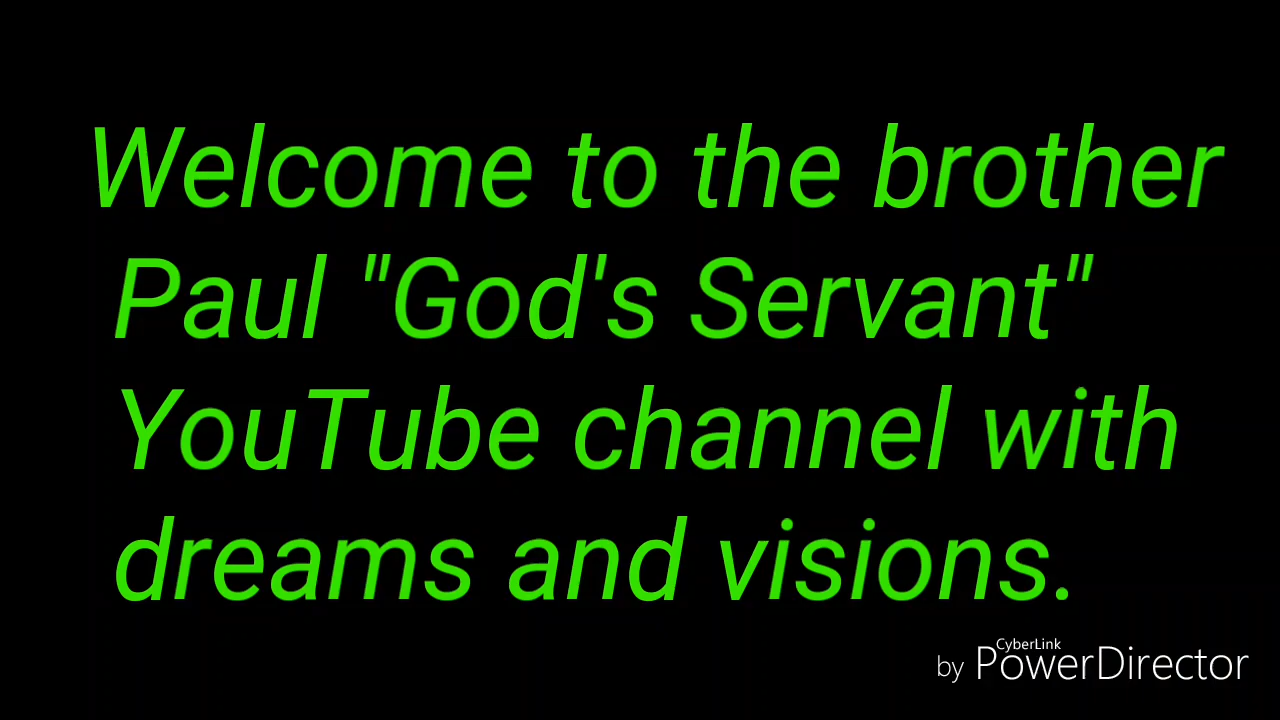 Welcome to the brother
Paul "God's Servant"
YouTube channel with
dreams and visions.
CyberLink
by PowerDirector